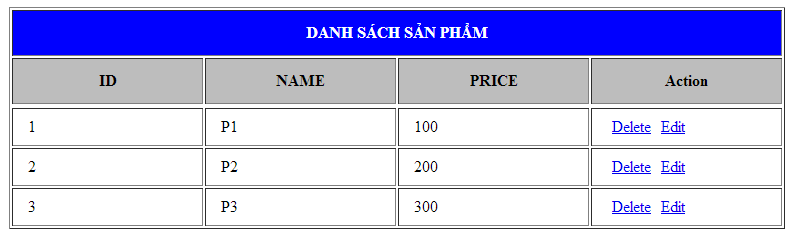 DANH SÁCH SẢN PHẨM
ID NAME PRICE Action
1 P1 100 Delete Edit
2 P2 200 Delete Edit
3 P3 300 Delete Edit